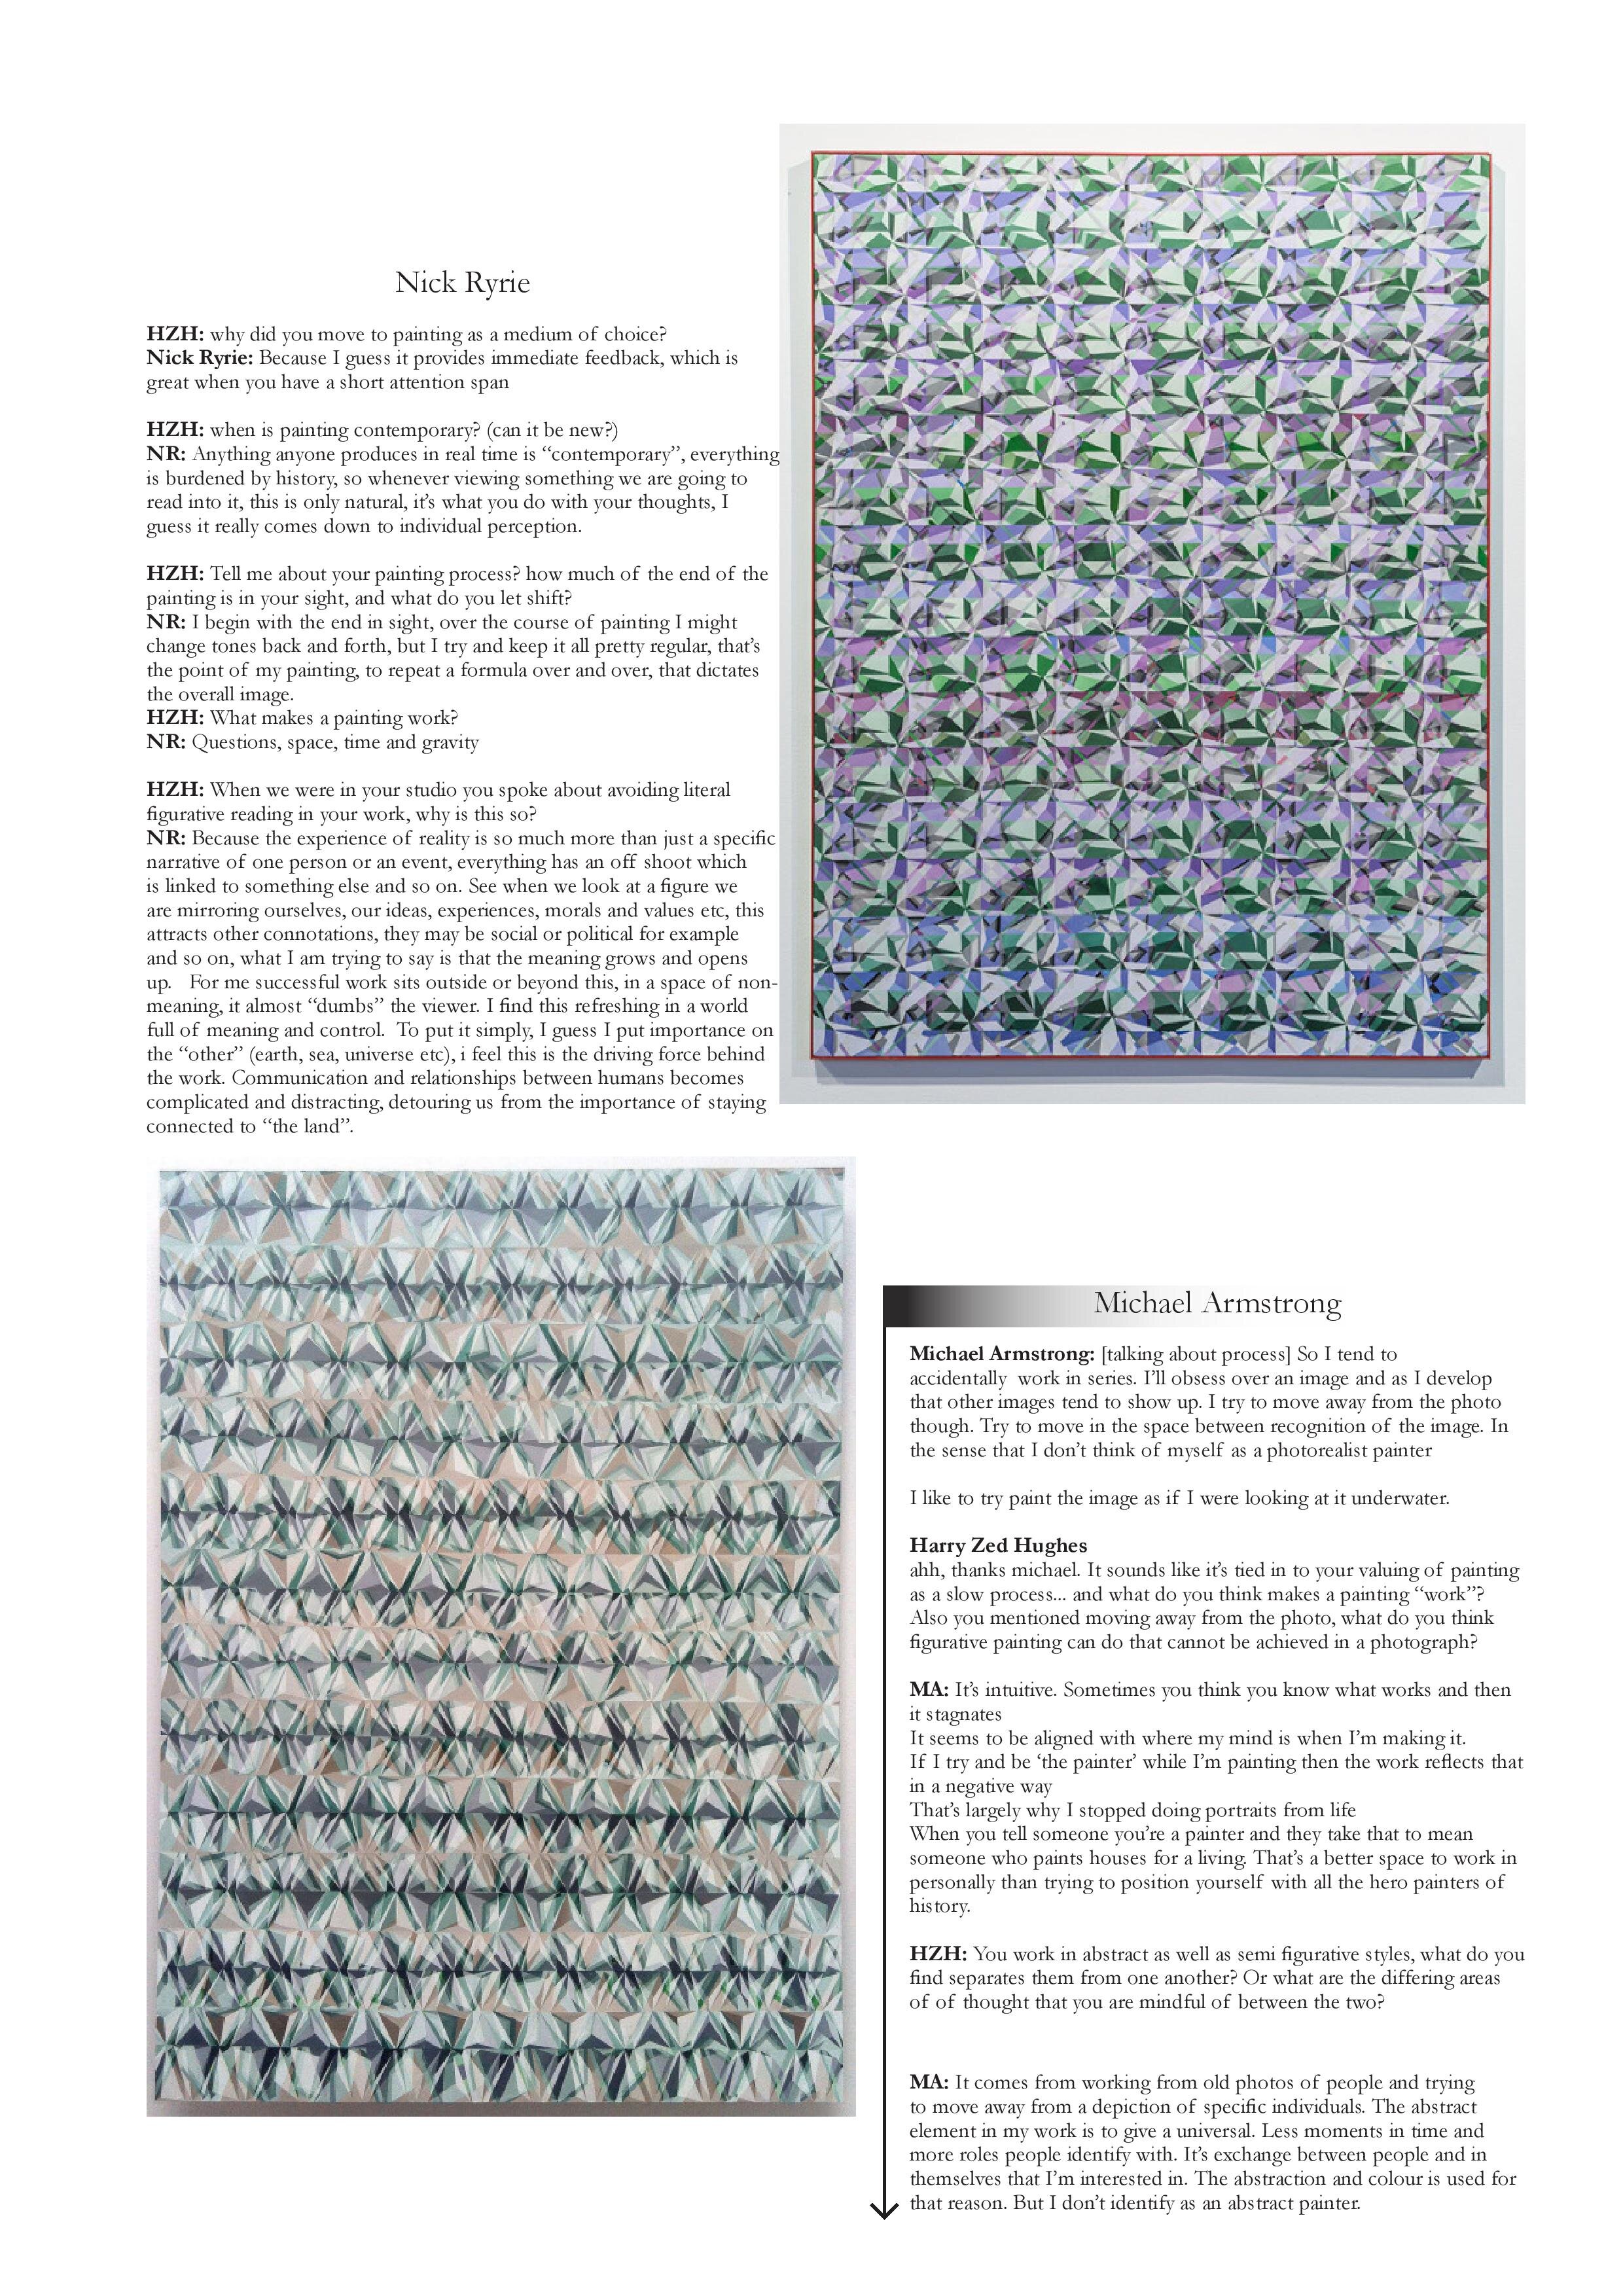 Nick Ryrie
HZH: why did you move to painting as a medium of choice?
Nick Ryrie: Because I guess it provides immediate feedback, which is
great when you have a short attention span
HZH: when is painting contemporary? (can it be new?)
NR: Anything anyone produces in real time is “contemporary”, everything
is burdened by history, so whenever viewing something we are going to
read into it, this is only natural, it’s what you do with your thoughts, I
guess it really comes down to individual perception.
HZH: Tell me about your painting process? how much of the end of the
painting is in your sight, and what do you let shift?
NR: I begin with the end in sight, over the course of painting I might
change tones back and forth, but I try and keep it all pretty regular, that’s
the point of my painting, to repeat a formula over and over, that dictates
the overall image.
HZH: What makes a painting work?
NR: Questions, space, time and gravity
HZH: When we were in your studio you spoke about avoiding literal
figurative reading in your work, why is this so?
NR: Because the experience of reality is so much more than just a specific
narrative of one person or an event, everything has an off shoot which
is linked to something else and so on. See when we look at a figure we
are mirroring ourselves, our ideas, experiences, morals and values etc, this
attracts other connotations, they may be social or political for example
and so on, what I am trying to say is that the meaning grows and opens
up.   For me successful work sits outside or beyond this, in a space of non-
meaning, it almost “dumbs” the viewer. I find this refreshing in a world
full of meaning and control.  To put it simply, I guess I put importance on
the “other” (earth, sea, universe etc), i feel this is the driving force behind
the work. Communication and relationships between humans becomes
complicated and distracting, detouring us from the importance of staying
connected to “the land”.
Michael Armstrong
Michael Armstrong: [talking about process] So I tend to
accidentally  work in series. I’ll obsess over an image and as I develop
that other images tend to show up. I try to move away from the photo
though. Try to move in the space between recognition of the image. In
the sense that I don’t think of myself as a photorealist painter
I like to try paint the image as if I were looking at it underwater.
Harry Zed Hughes
ahh, thanks michael. It sounds like it’s tied in to your valuing of painting
as a slow process... and what do you think makes a painting “work”?
Also you mentioned moving away from the photo, what do you think
figurative painting can do that cannot be achieved in a photograph?
MA: It’s intuitive. Sometimes you think you know what works and then
it stagnates
It seems to be aligned with where my mind is when I’m making it.
If I try and be ‘the painter’ while I’m painting then the work reflects that
in a negative way
That’s largely why I stopped doing portraits from life
When you tell someone you’re a painter and they take that to mean
someone who paints houses for a living. That’s a better space to work in
personally than trying to position yourself with all the hero painters of
history.
HZH: You work in abstract as well as semi figurative styles, what do you
find separates them from one another? Or what are the differing areas
of of thought that you are mindful of between the two?
MA: It comes from working from old photos of people and trying
to move away from a depiction of specific individuals. The abstract
element in my work is to give a universal. Less moments in time and
more roles people identify with. It’s exchange between people and in
themselves that I’m interested in. The abstraction and colour is used for
that reason. But I don’t identify as an abstract painter.